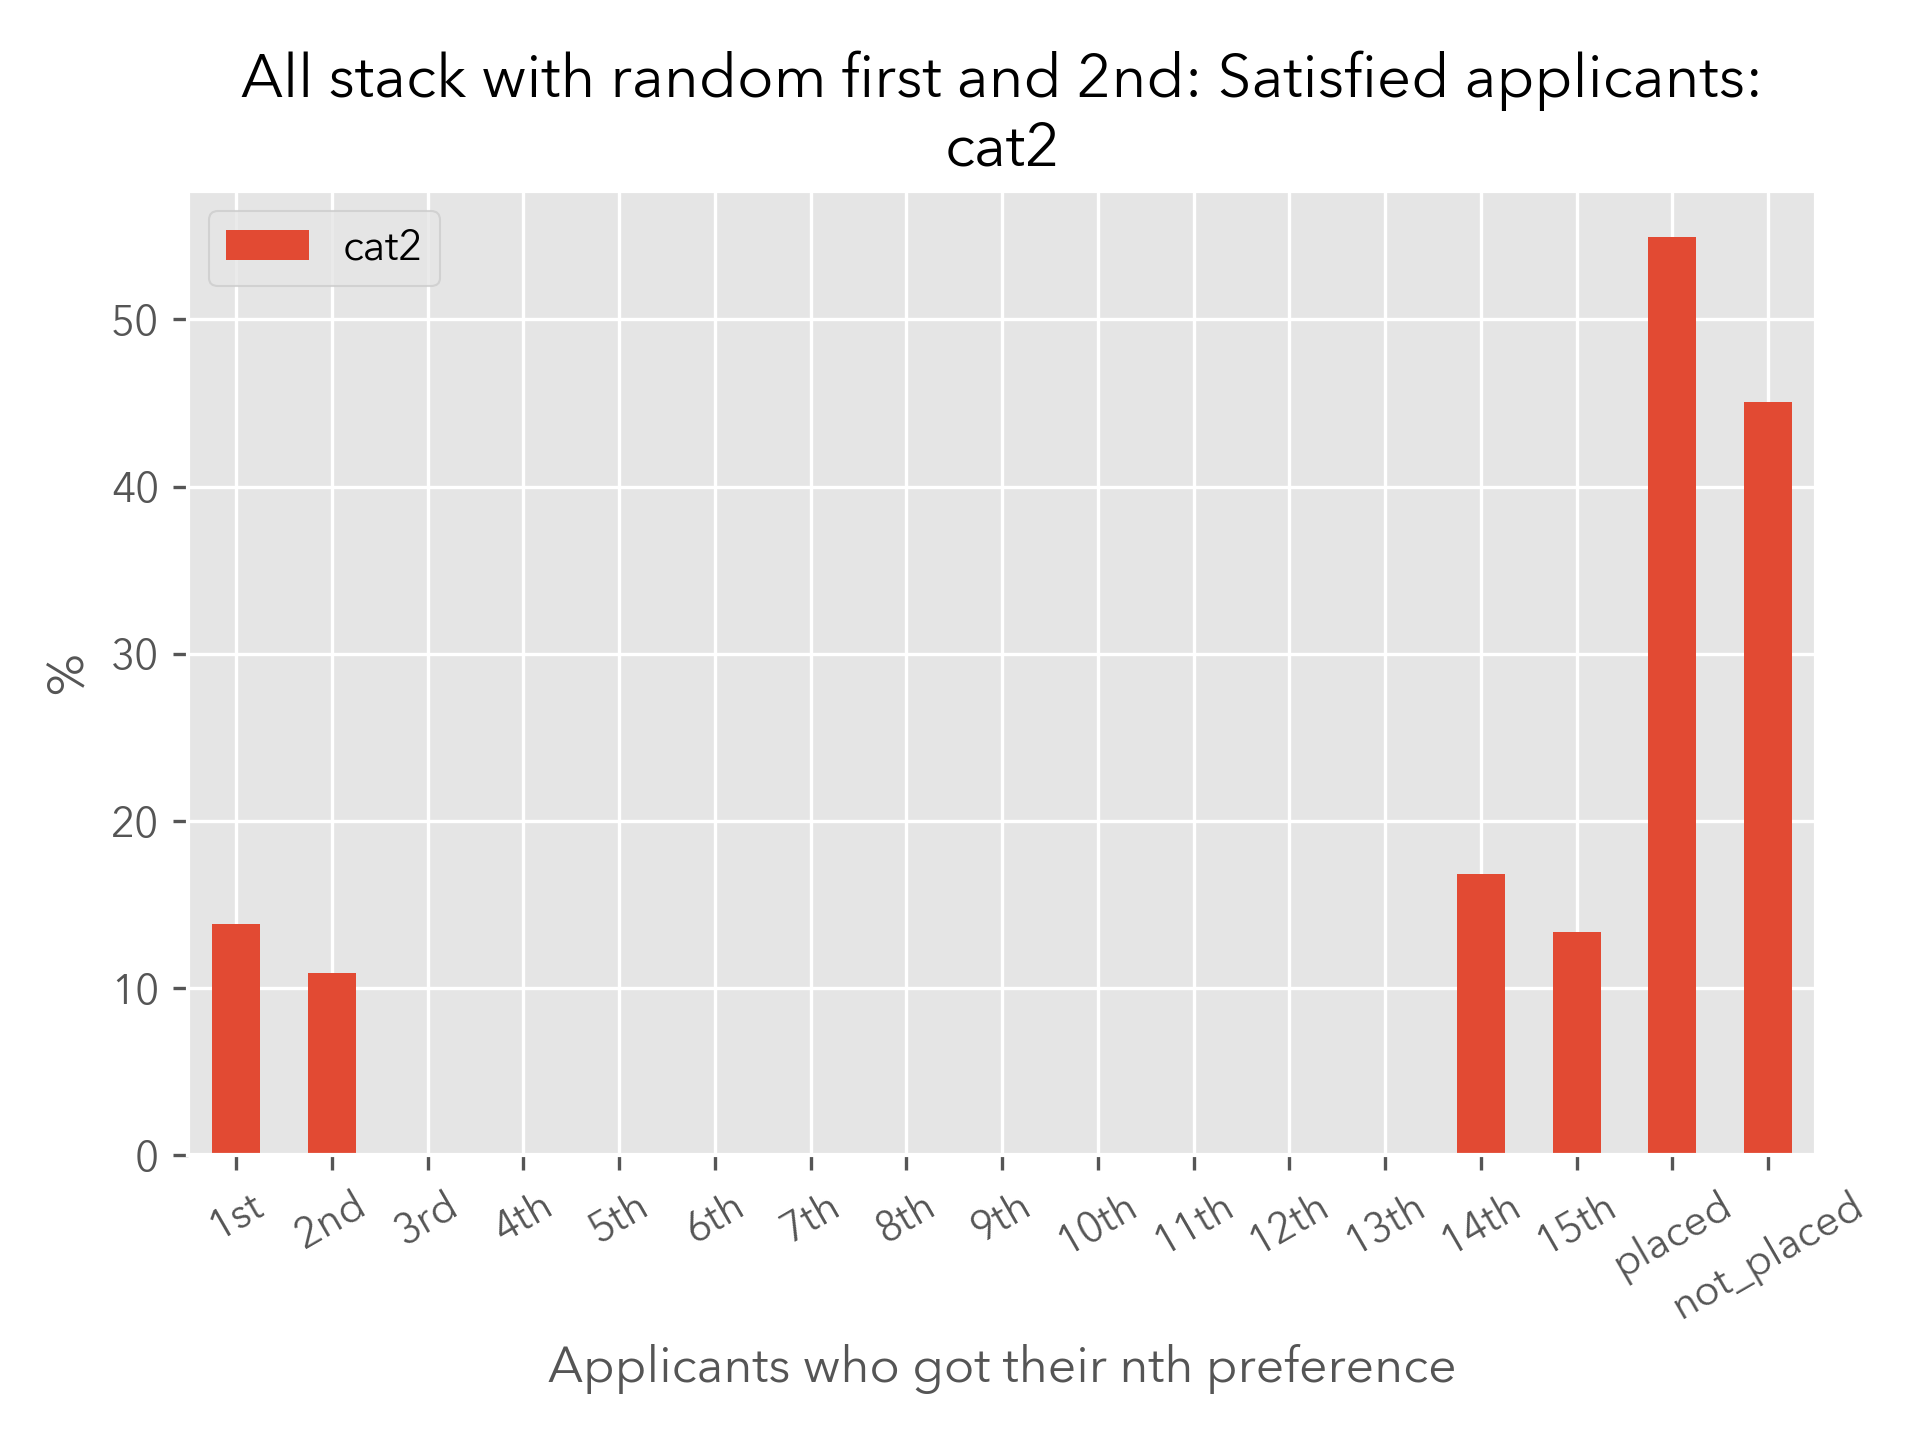 All stack with random first and 2nd: Satisfied applicants:
cat2
cat2
50
40
30
20
10
0
%
1st 2nd 3rd 4th 5th 6th 7th 8th 9th 10th 11th 12th 13th 14th 15th placed not_placed
Applicants who got their nth preference